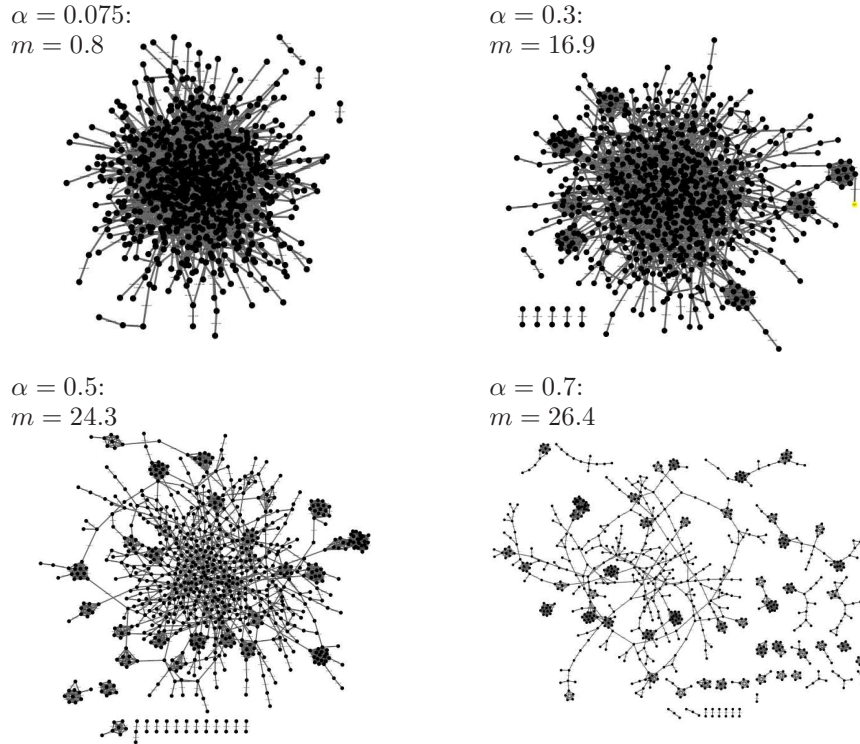 α = 0.075:
m = 0.8
α = 0.3:
m = 16.9
α = 0.5:
m = 24.3
α = 0.7:
m = 26.4